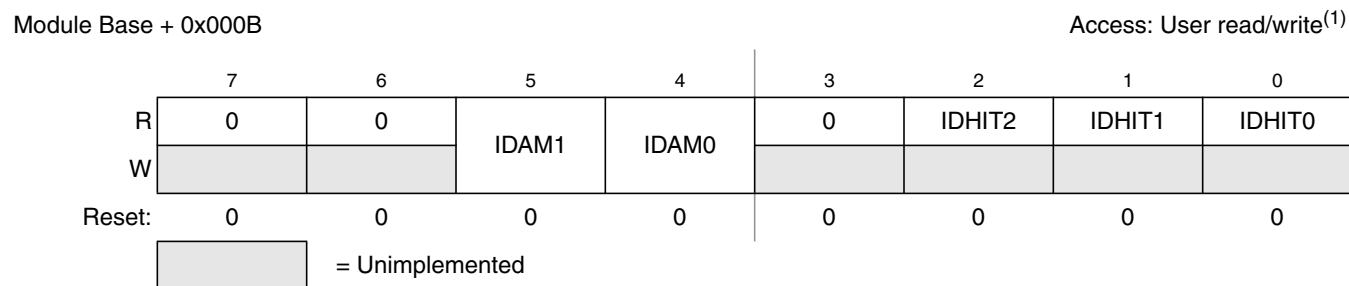 Module Base + 0x000B Access: User read/write(1)
7 6 5 4 3 2 1 0
R 0 0 IDAM1 IDAM0 0 IDHIT2 IDHIT1 IDHIT0
W
Reset: 0 0 0 0 0 0 0 0
= Unimplemented